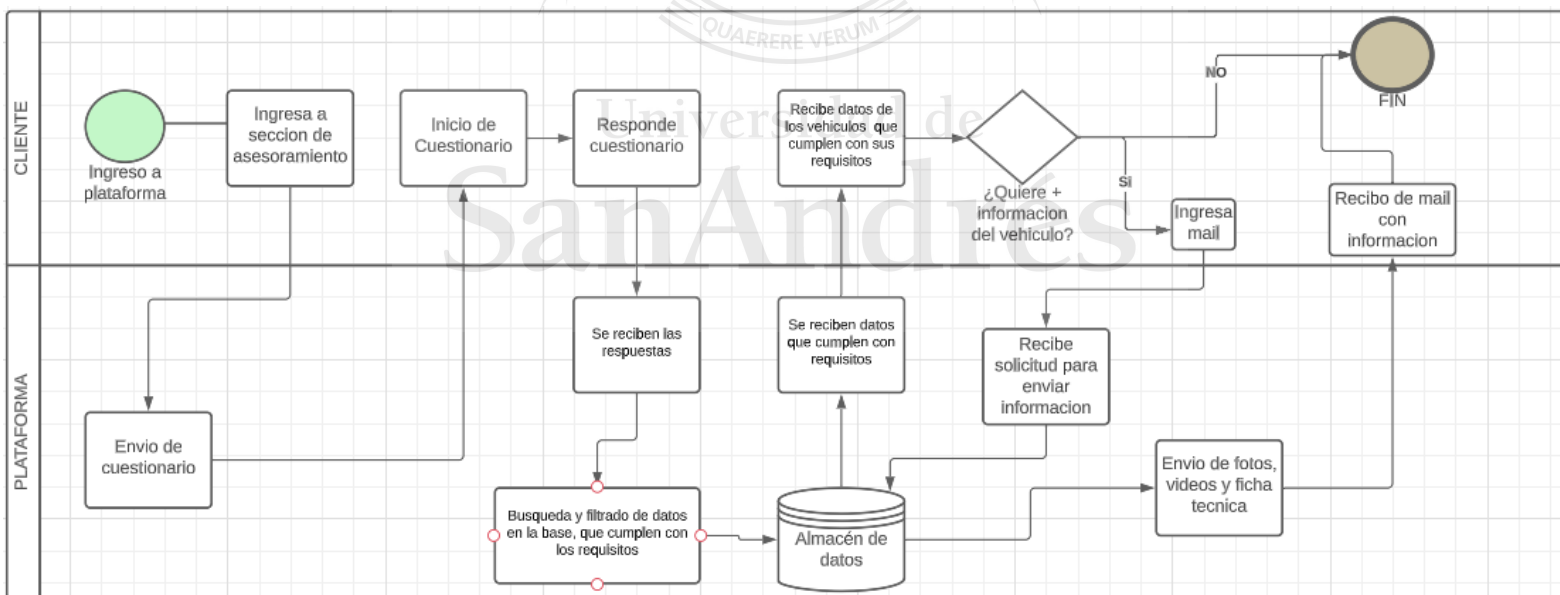 QUAERERE VERUM
Universidad de
SanAndrés
CLIENTE
Ingreso a
plataforma
Ingresa a
seccion de
asesoramiento
Inicio de
Cuestionario
Responde
cuestionario
Recibe datos de
los vehiculos que
cumplen con sus
requisitos
¿Quiere +
informacion
del vehiculo?
NO
Si
Ingresa
mail
Recibo de mail
con
informacion
FIN
PLATAFORMA
Envio de
cuestionario
Se reciben las
respuestas
Busqueda y filtrado de datos
en la base, que cumplen con
los requisitos
Se reciben datos
que cumplen con
requisitos
Almacén de
datos
Recibe
solicitud para
enviar
informacion
Envio de fotos,
videos y ficha
tecnica